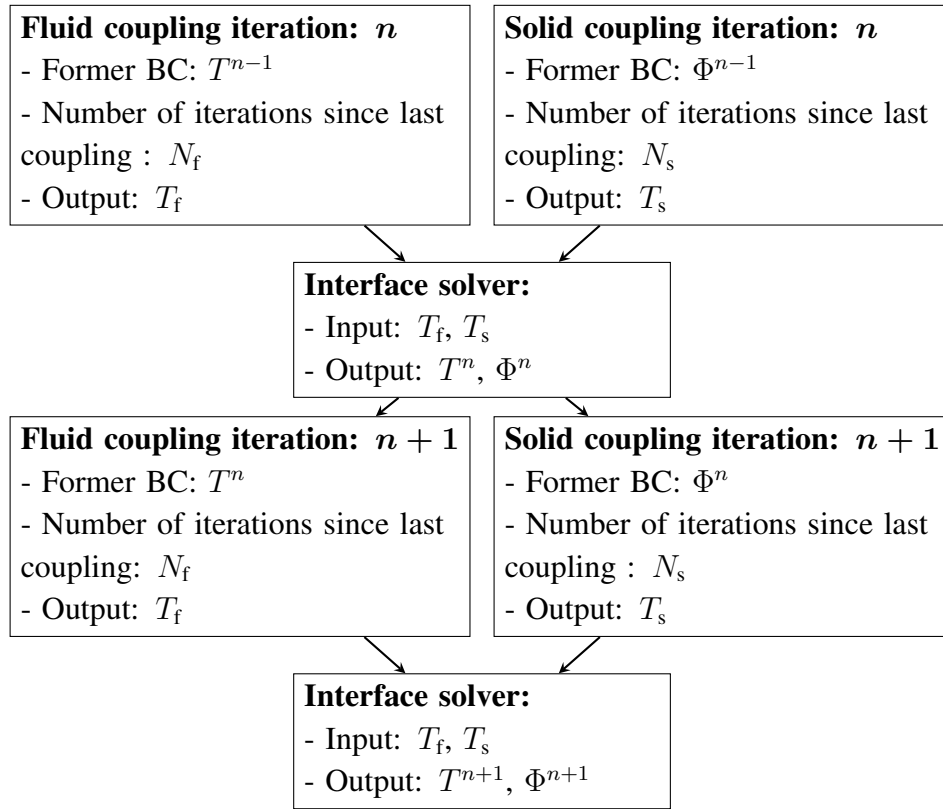 Fluid coupling iteration: n
- Former BC: T^{n−1}
- Number of iterations since last
coupling : N_f
- Output: T_f
Solid coupling iteration: n
- Former BC: Φ^{n−1}
- Number of iterations since last
coupling: N_s
- Output: T_s
Interface solver:
- Input: T_f, T_s
- Output: T^n, Φ^n
Fluid coupling iteration: n + 1
- Former BC: T^n
- Number of iterations since last
coupling: N_f
- Output: T_f
Solid coupling iteration: n + 1
- Former BC: Φ^n
- Number of iterations since last
coupling : N_s
- Output: T_s
Interface solver:
- Input: T_f, T_s
- Output: T^{n+1}, Φ^{n+1}